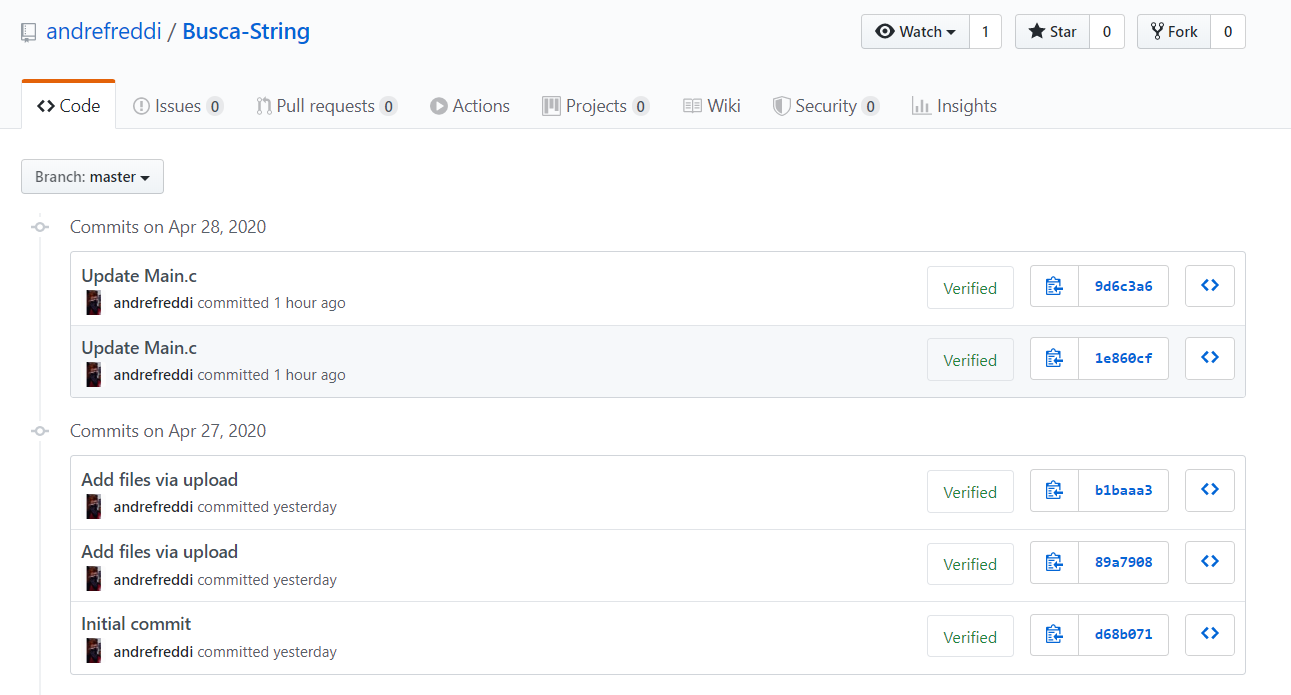 andrefreddi / Busca-String Watch 1 Star 0 Fork 0
Code Issues 0 Pull requests 0 Actions Projects 0 Wiki Security 0 Insights
Branch: master
Commits on Apr 28, 2020
Update Main.c
andrefreddi committed 1 hour ago
Verified 9d6c3a6
Update Main.c
andrefreddi committed 1 hour ago
Verified 1e860cf
Commits on Apr 27, 2020
Add files via upload
andrefreddi committed yesterday
Verified b1baaa3
Add files via upload
andrefreddi committed yesterday
Verified 89a7908
Initial commit
andrefreddi committed yesterday
Verified d68b071